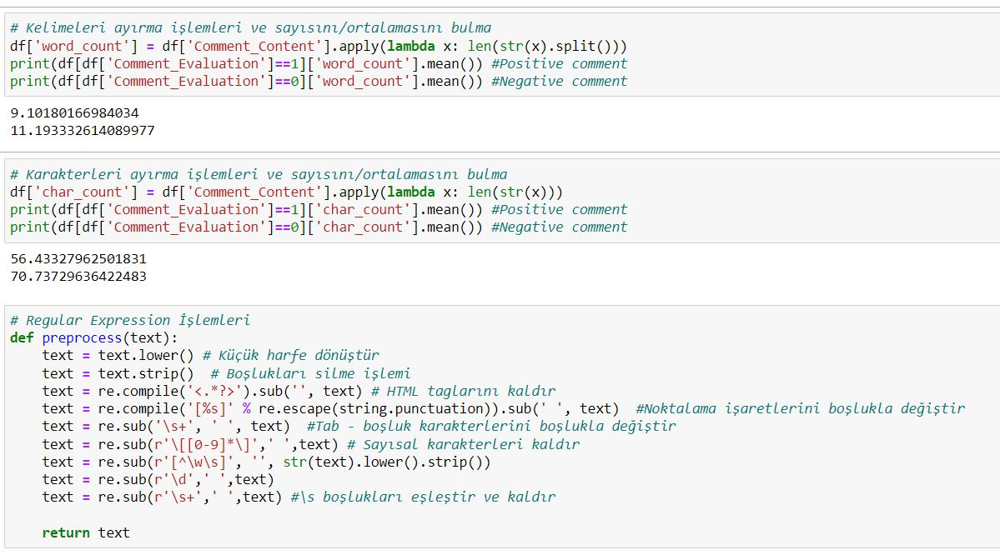 # Kelimeleri ayırma işlemleri ve sayısını/ortalamasını bulma
df['word_count'] = df['Comment_Content'].apply(lambda x: len(str(x).split()))
print(df[df['Comment_Evaluation']==1]['word_count'].mean()) #Positive comment
print(df[df['Comment_Evaluation']==0]['word_count'].mean()) #Negative comment
9.10180166984034
11.193332614089977
# Karakterleri ayırma işlemleri ve sayısını/ortalamasını bulma
df['char_count'] = df['Comment_Content'].apply(lambda x: len(str(x)))
print(df[df['Comment_Evaluation']==1]['char_count'].mean()) #Positive comment
print(df[df['Comment_Evaluation']==0]['char_count'].mean()) #Negative comment
56.43327962501831
70.73729636422483
# Regular Expression İşlemleri
def preprocess(text):
    text = text.lower() # Küçük harfe dönüştür
    text = text.strip()  # Boşlukları silme işlemi
    text = re.compile('<.*?>').sub('', text) # HTML taglarını kaldır
    text = re.compile('[%s]' % re.escape(string.punctuation)).sub(' ', text)  #Noktalama işaretlerini boşlukla değiştir
    text = re.sub('\s+', ' ', text)  #Tab - boşluk karakterlerini boşlukla değiştir
    text = re.sub(r'\[[0-9]*\]',' ',text) # Sayısal karakterleri kaldır
    text = re.sub(r'[^\w\s]', '', str(text).lower().strip())
    text = re.sub(r'\d',' ',text)
    text = re.sub(r'\s+',' ',text) #\s boşlukları eşleştir ve kaldır
    return text